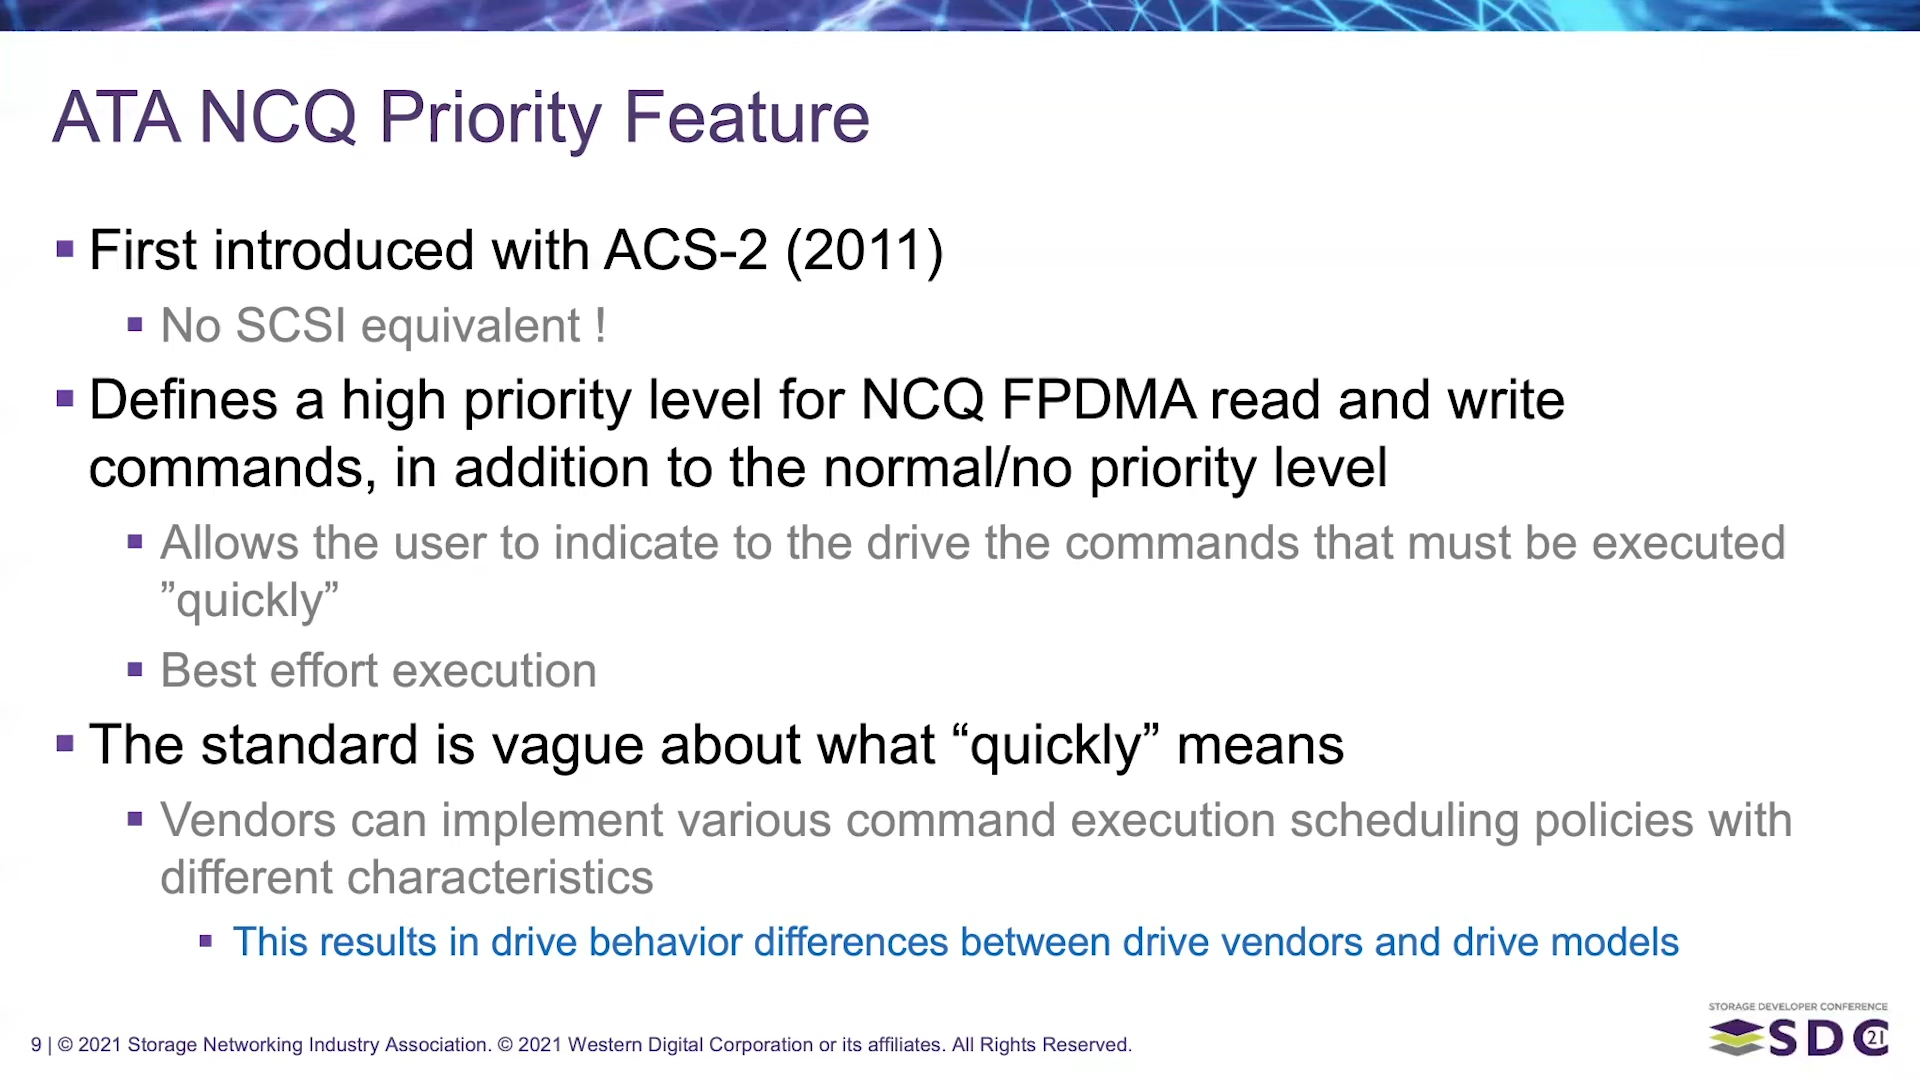 ATA NCQ Priority Feature
First introduced with ACS-2 (2011)
No SCSI equivalent !
Defines a high priority level for NCQ FPDMA read and write
commands, in addition to the normal/no priority level
Allows the user to indicate to the drive the commands that must be executed
”quickly”
Best effort execution
The standard is vague about what “quickly” means
Vendors can implement various command execution scheduling policies with
different characteristics
This results in drive behavior differences between drive vendors and drive models
STORAGE DEVELOPER CONFERENCE
SDC 21
9 | © 2021 Storage Networking Industry Association. © 2021 Western Digital Corporation or its affiliates. All Rights Reserved.